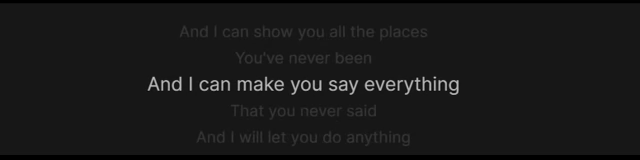 And I can show you all the places
You've never been
And I can make you say everything
That you never said
And I will let you do anything